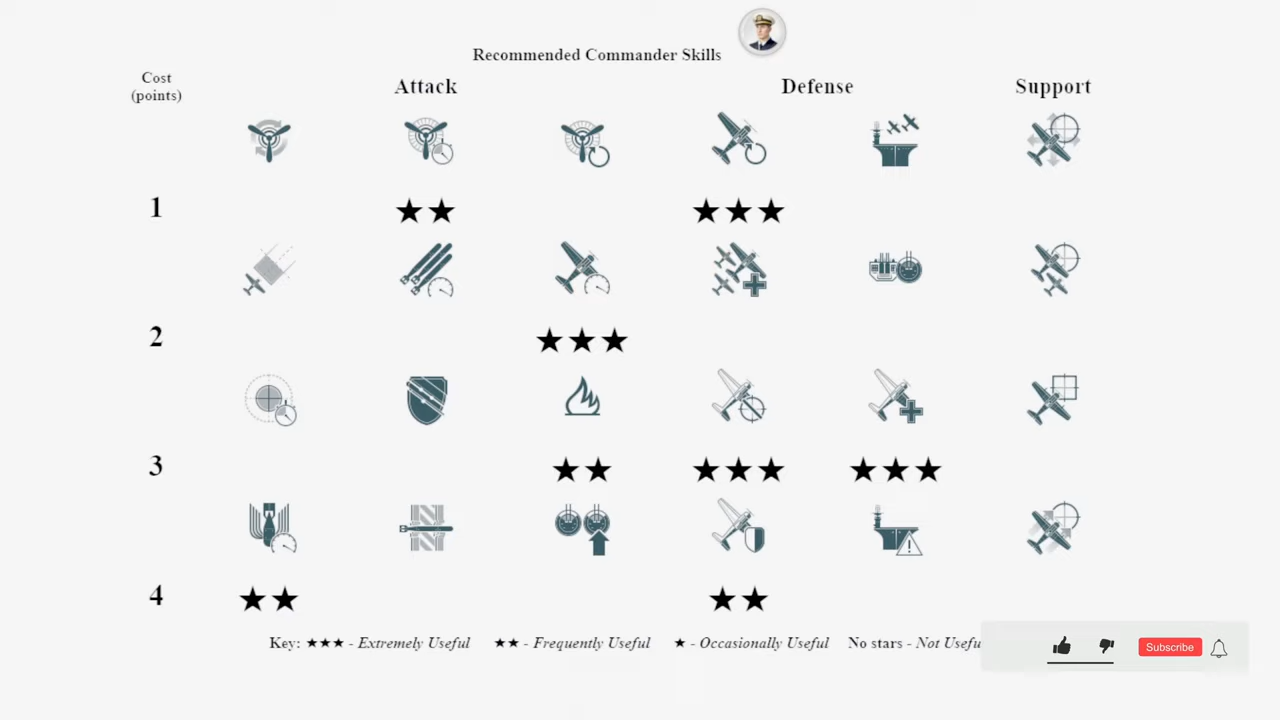 Recommended Commander Skills
Cost
(points)
Attack
Defense
Support
1
★★
★★★
2
★★★
3
★★
★★★
★★★
4
★★
★★
Key: ★★★ - Extremely Useful ★★ - Frequently Useful ★ - Occasionally Useful No stars - Not Usefu
Subscribe